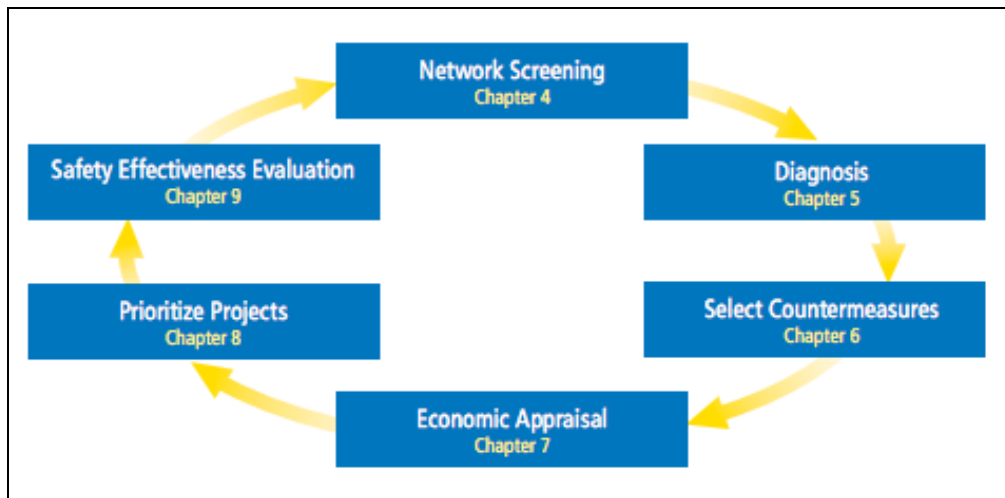 Network Screening
Chapter 4
Diagnosis
Chapter 5
Select Countermeasures
Chapter 6
Economic Appraisal
Chapter 7
Prioritize Projects
Chapter 8
Safety Effectiveness Evaluation
Chapter 9